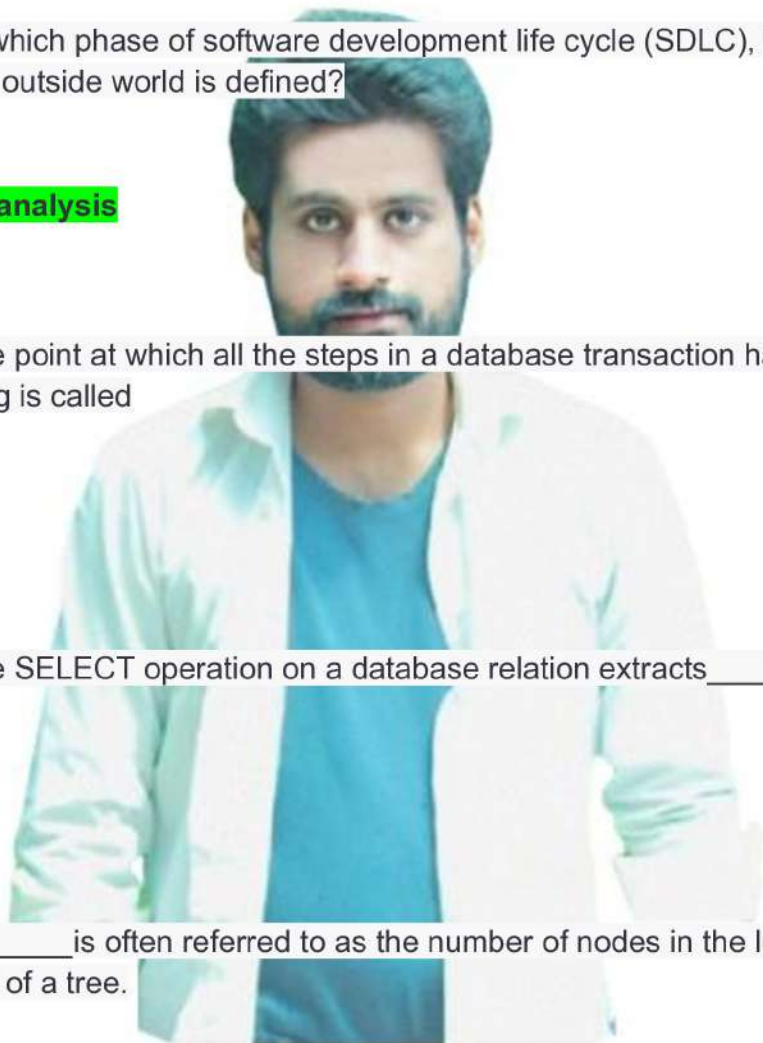 which phase of software development life cycle (SDLC),
outside world is defined?
analysis
point at which all the steps in a database transaction
is called
SELECT operation on a database relation extracts____
_____is often referred to as the number of nodes in the
of a tree.